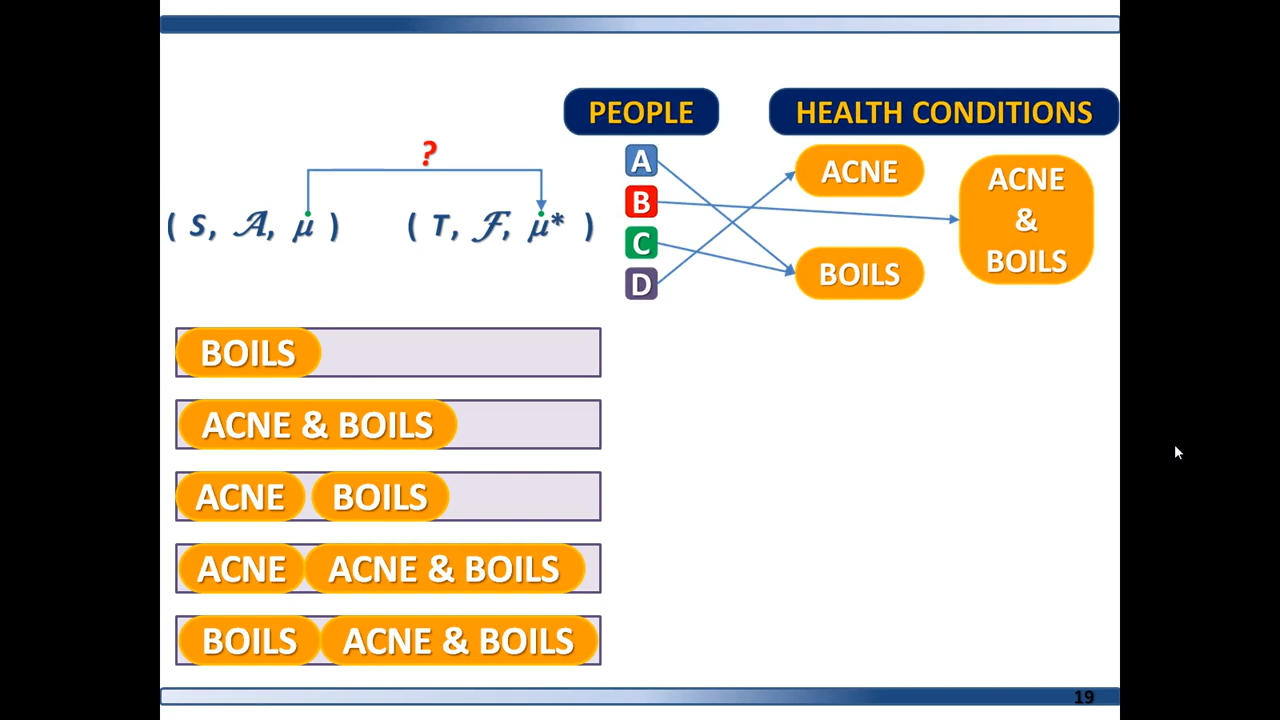 PEOPLE
HEALTH CONDITIONS
?
( S, 𝒜, μ )
( T, ℱ, μ* )
A
B
C
D
ACNE
BOILS
ACNE
&
BOILS
BOILS
ACNE & BOILS
ACNE BOILS
ACNE ACNE & BOILS
BOILS ACNE & BOILS
19